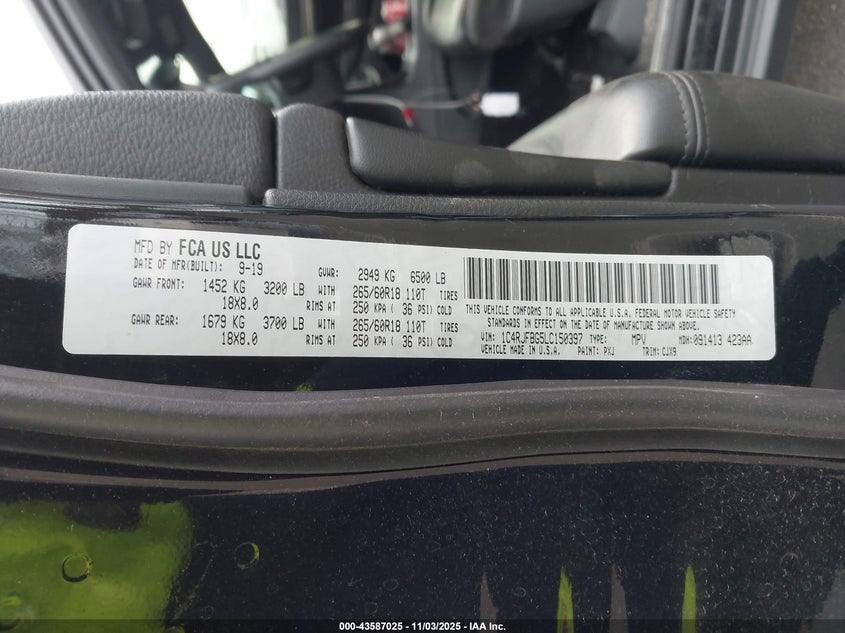 MFD BY FCA US LLC
DATE OF MFR(BUILT): 9-19 GVWR: 2949 KG 6500 LB
GAWR FRONT: 1452 KG 3200 LB WITH 265/60R18 110T TIRES
18X8.0 RIMS AT 250 KPA ( 36 PSI) COLD
GAWR REAR: 1679 KG 3700 LB WITH 265/60R18 110T TIRES
18X8.0 RIMS AT 250 KPA ( 36 PSI) COLD
THIS VEHICLE CONFORMS TO ALL APPLICABLE U.S.A. FEDERAL MOTOR VEHICLE SAFETY
STANDARDS IN EFFECT ON THE DATE OF MANUFACTURE SHOWN ABOVE.
VIN: 1C4RJFBG5LC150397 TYPE: MPV MDH: 091413 423AA
VEHICLE MADE IN U.S.A. PAINT: PXJ TRIM: CJX9
000-43587025 - 11/03/2025 - IAA Inc.